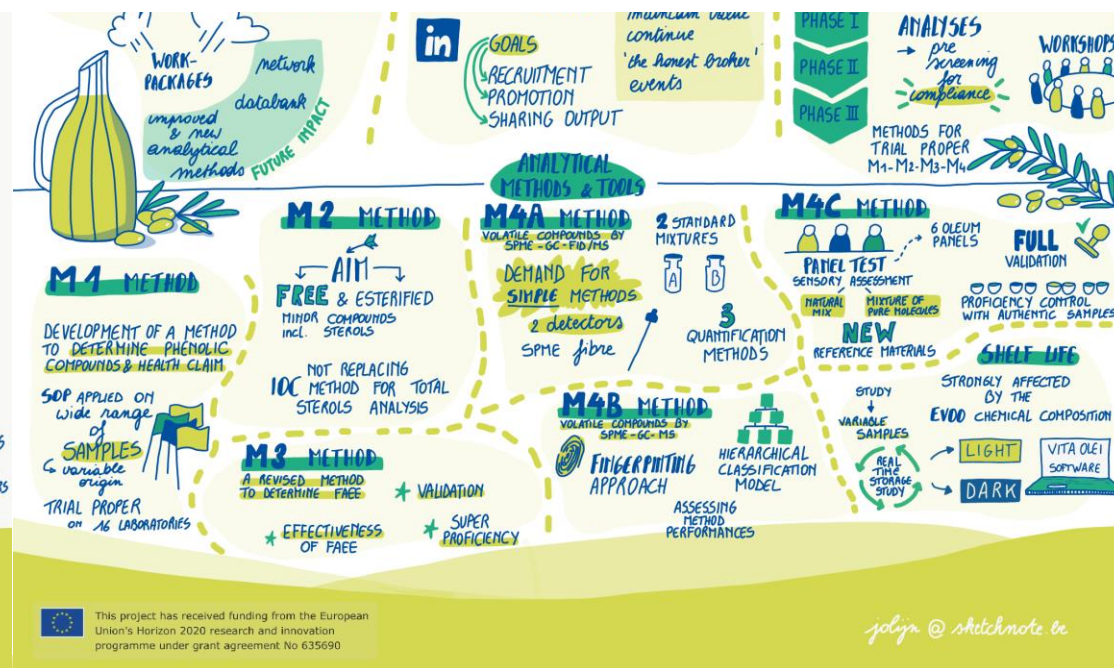 WORK-
PACKAGES
network
databank
improved
& new
analytical
methods
FUTURE IMPACT
in
GOALS
RECRUITMENT
PROMOTION
SHARING OUTPUT
continue
'the honest broker'
events
PHASE I
PHASE II
PHASE III
ANALYSES
→ pre
screening
for
compliance
WORKSHOPS
METHODS FOR
TRIAL PROPER
M1-M2-M3-M4
ANALYTICAL
METHODS & TOOLS
M1 METHOD
DEVELOPMENT OF A METHOD
TO DETERMINE PHENOLIC
COMPOUNDS & HEALTH CLAIM
SOP APPLIED ON
wide range
of
SAMPLES
↳ variable
origin
TRIAL PROPER
on 16 LABORATORIES
M2 METHOD
AIM
FREE & ESTERIFIED
MINOR COMPOUNDS
incl. STEROLS
NOT REPLACING
IOC METHOD FOR TOTAL
STEROLS ANALYSIS
M3 METHOD
A REVISED METHOD
TO DETERMINE FAEE
VALIDATION
EFFECTIVENESS
OF FAEE
SUPER
PROFICIENCY
M4A METHOD
VOLATILE COMPOUNDS BY
SPME-GC-FID/MS
DEMAND FOR
SIMPLE METHODS
2 detectors
SPME fibre
2 STANDARD
MIXTURES
A B
3
QUANTIFICATION
METHODS
M4B METHOD
VOLATILE COMPOUNDS BY
SPME-GC-MS
FINGERPINTING
APPROACH
HIERARCHICAL
CLASSIFICATION
MODEL
ASSESSING
METHOD
PERFORMANCES
M4C METHOD
6 OLEUM
PANELS
PANEL TEST
SENSORY ASSESSMENT
NATURAL
MIX
MIXTURE OF
PURE MOLECULES
NEW
REFERENCE MATERIALS
FULL
VALIDATION
PROFICIENCY CONTROL
WITH AUTHENTIC SAMPLES
SHELF LIFE
STUDY
VARIABLE
SAMPLES
REAL
TIME
STORAGE
STUDY
STRONGLY AFFECTED
BY THE
EVOO CHEMICAL COMPOSITION
LIGHT
DARK
VITA OLEI
SOFTWARE
This project has received funding from the European
Union's Horizon 2020 research and innovation
programme under grant agreement No 635690
jolijn @ sketchnote.be